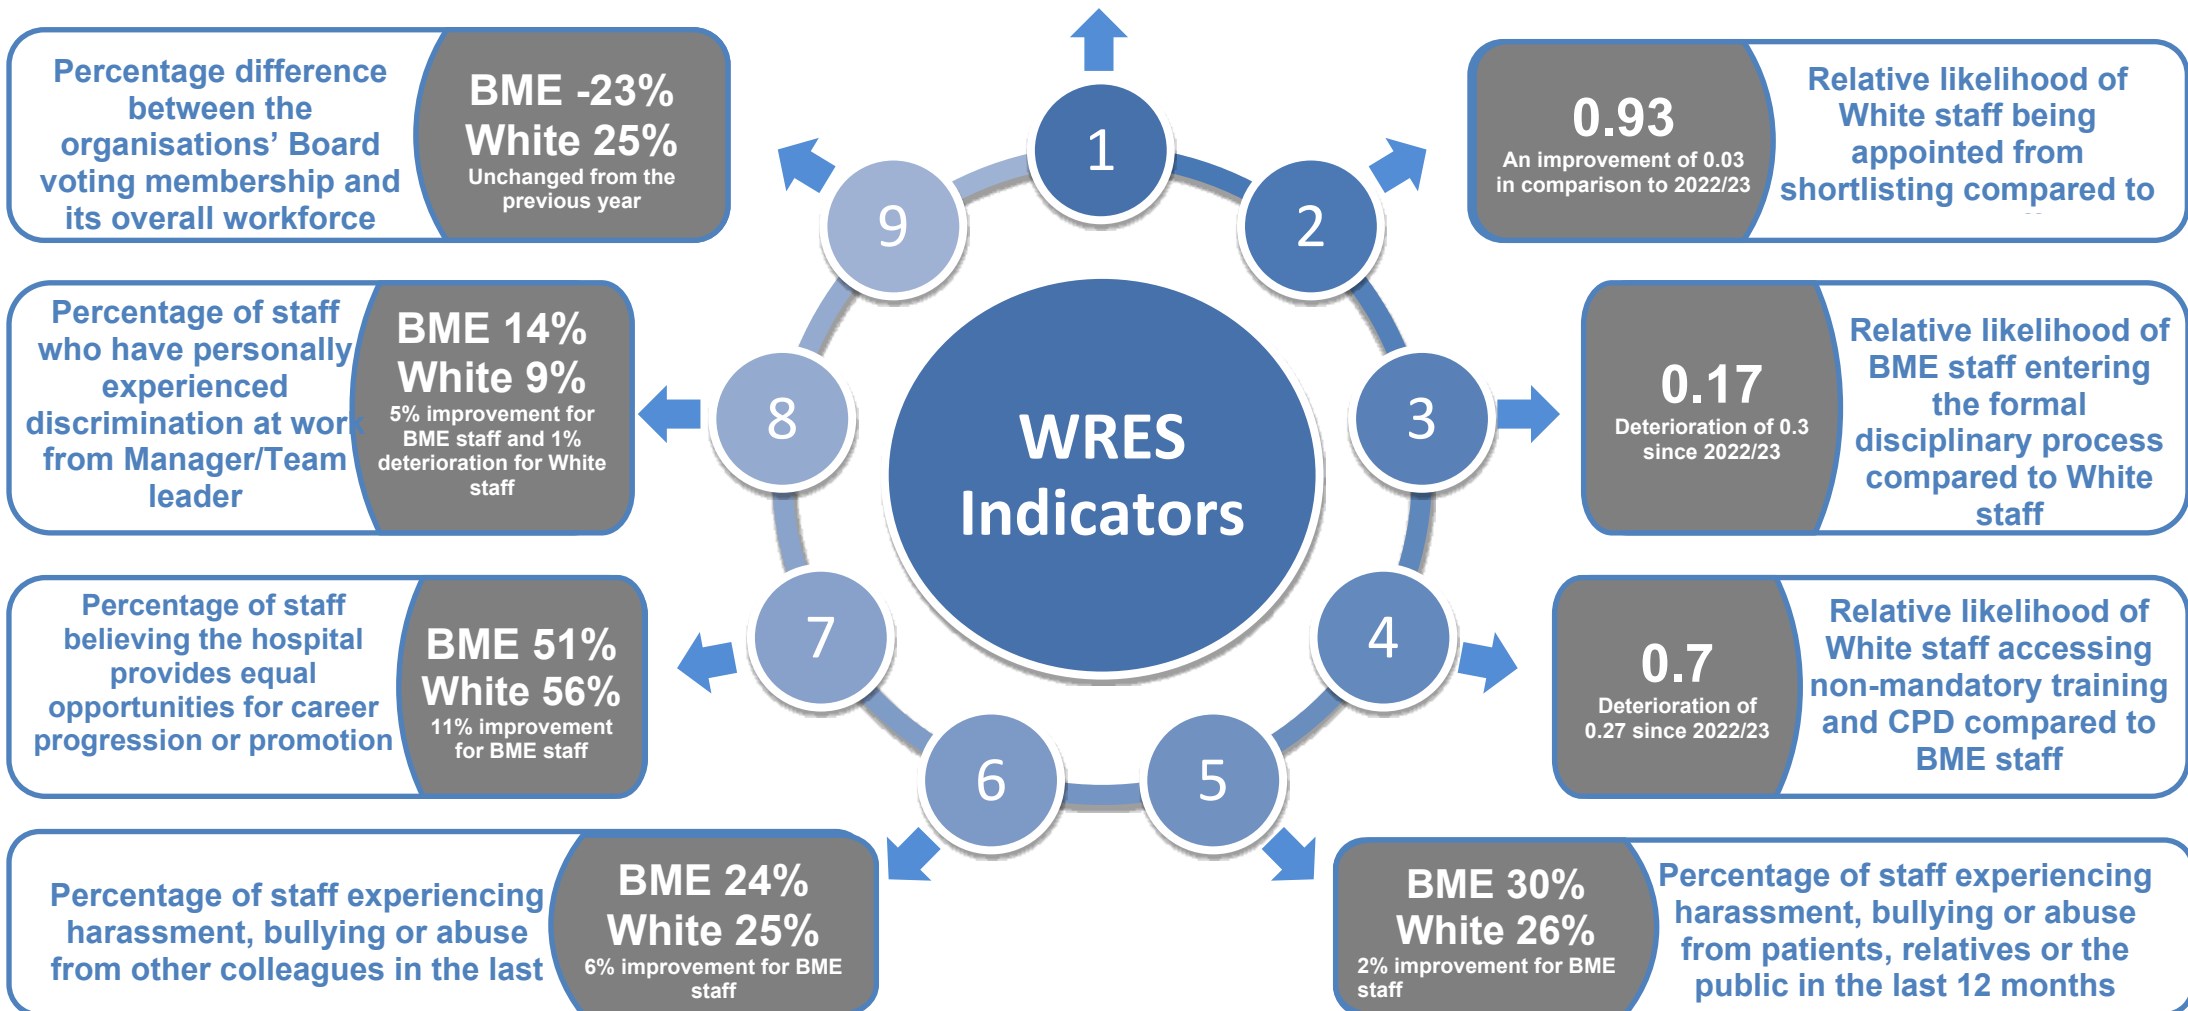 1
2
3
4
5
6
7
8
9
WRES
Indicators
0.93
An improvement of 0.03
in comparison to 2022/23
Relative likelihood of
White staff being
appointed from
shortlisting compared to
0.17
Deterioration of 0.3
since 2022/23
Relative likelihood of
BME staff entering
the formal
disciplinary process
compared to White
staff
0.7
Deterioration of
0.27 since 2022/23
Relative likelihood of
White staff accessing
non-mandatory training
and CPD compared to
BME staff
BME 30%
White 26%
2% improvement for BME
staff
Percentage of staff experiencing
harassment, bullying or abuse
from patients, relatives or the
public in the last 12 months
Percentage of staff experiencing
harassment, bullying or abuse
from other colleagues in the last
BME 24%
White 25%
6% improvement for BME
staff
Percentage of staff
believing the hospital
provides equal
opportunities for career
progression or promotion
BME 51%
White 56%
11% improvement
for BME staff
Percentage of staff
who have personally
experienced
discrimination at work
from Manager/Team
leader
BME 14%
White 9%
5% improvement for
BME staff and 1%
deterioration for White
staff
Percentage difference
between the
organisations’ Board
voting membership and
its overall workforce
BME -23%
White 25%
Unchanged from the
previous year